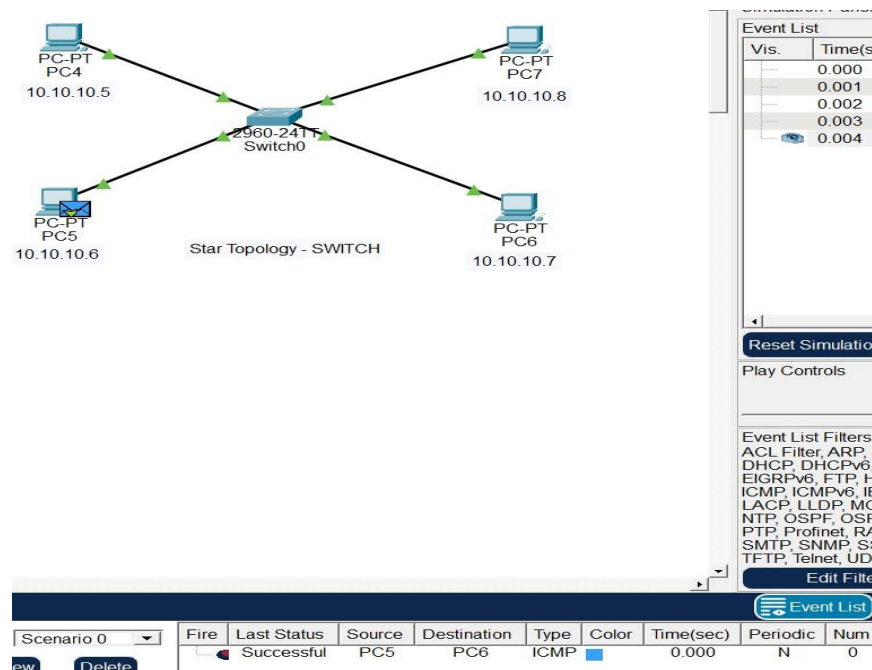 Event List
Vis. Time(s
0.000
0.001
0.002
0.003
0.004
PC-PT
PC4
10.10.10.5
PC-PT
PC7
10.10.10.8
2960-24TT
Switch0
PC-PT
PC5
10.10.10.6
Star Topology - SWITCH
PC-PT
PC6
10.10.10.7
Reset Simulatio
Play Controls
Event List Filters
ACL Filter, ARP,
DHCP, DHCPv6,
EIGRPv6, FTP, H
ICMP, ICMPv6, IE
LACP, LLDP, MO
NTP, OSPF, OSP
PTP, Profinet, RA
SMTP, SNMP, SS
TFTP, Telnet, UD
Edit Filte
Event List
Scenario 0
Fire Last Status Source Destination Type Color Time(sec) Periodic Num
Successful PC5 PC6 ICMP 0.000 N 0
ew Delete